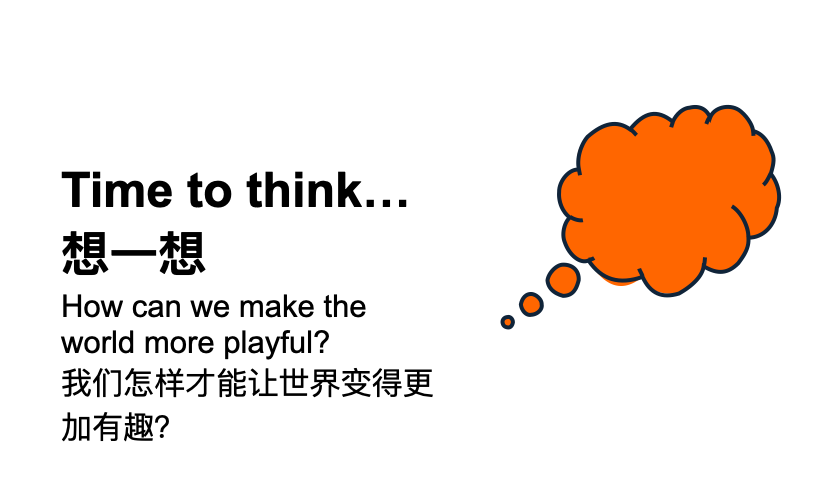 Time to think…
想一想
How can we make the
world more playful?
我们怎样才能让世界变得更
加有趣?